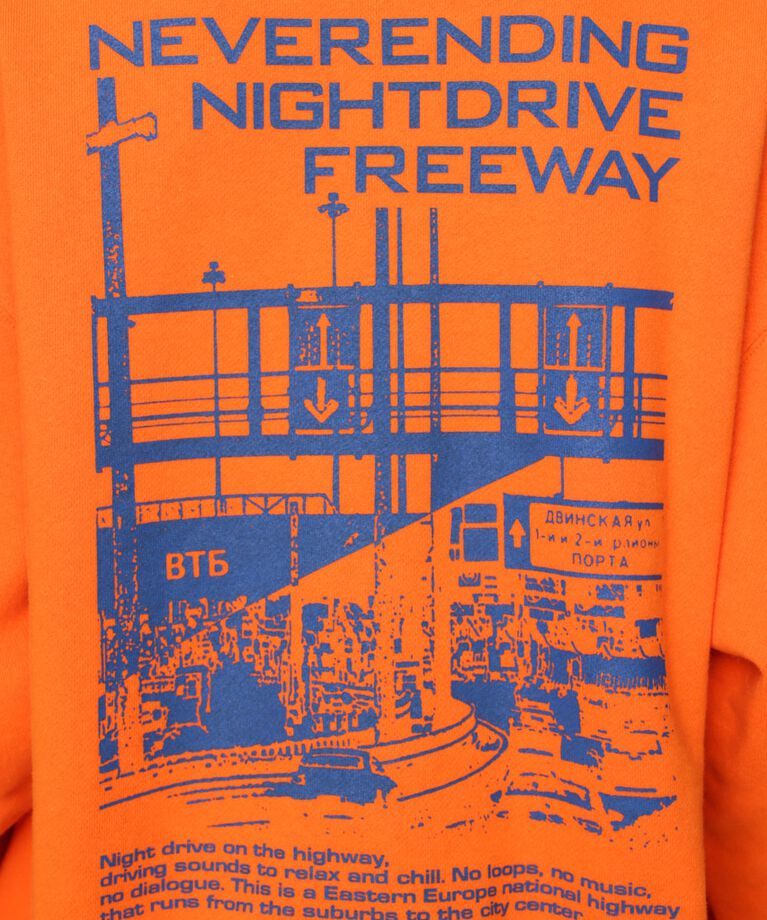 NEVERENDING
NIGHTDRIVE
FREEWAY
ДВИНСКАЯ ул
1-и и 2-и районы
ПОРТА
ВТБ
Night drive on the highway,
driving sounds to relax and chill. No loops, no music,
no dialogue. This is a Eastern Europe national highway
that runs from the suburbs to the city center